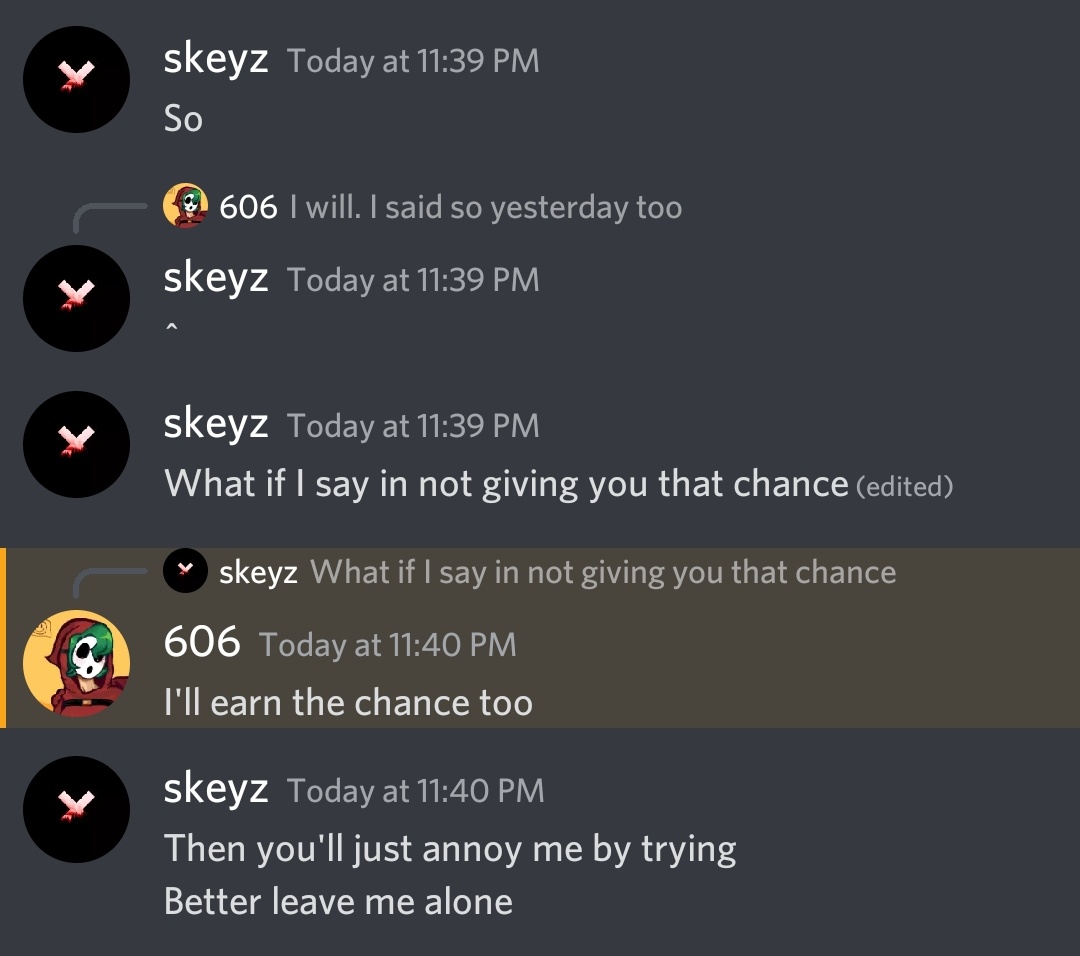 skeyz Today at 11:39 PM
So
606 I will. I said so yesterday too
skeyz Today at 11:39 PM
^
skeyz Today at 11:39 PM
What if I say in not giving you that chance (edited)
skeyz What if I say in not giving you that chance
606 Today at 11:40 PM
I'll earn the chance too
skeyz Today at 11:40 PM
Then you'll just annoy me by trying
Better leave me alone